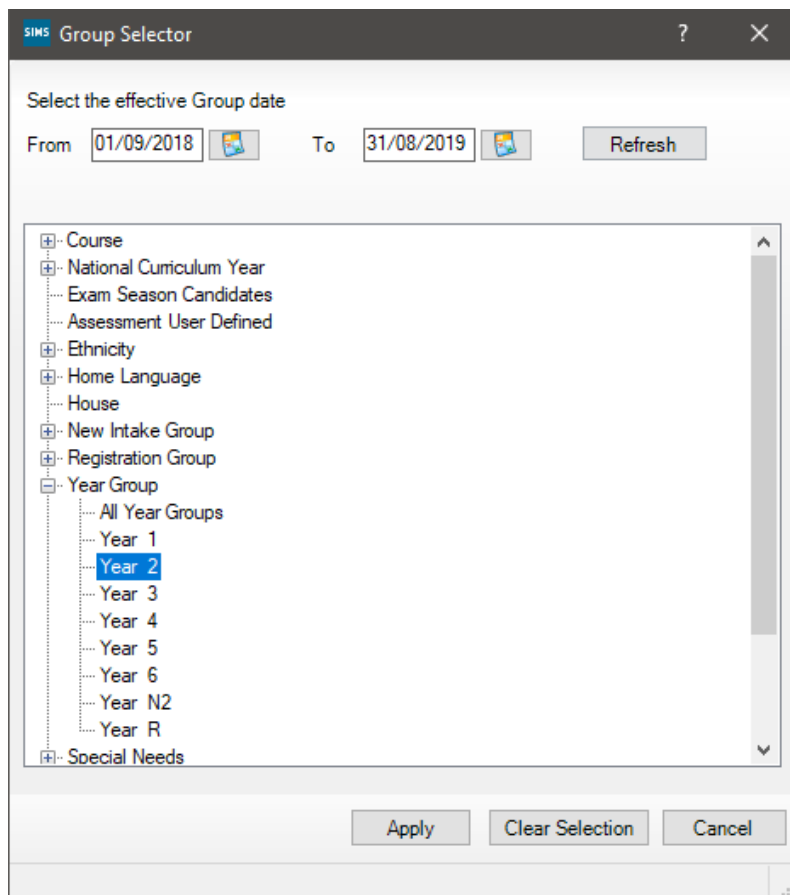 SIMS Group Selector ? ×
Select the effective Group date
From 01/09/2018 To 31/08/2019 Refresh
Course
National Curriculum Year
Exam Season Candidates
Assessment User Defined
Ethnicity
Home Language
House
New Intake Group
Registration Group
Year Group
All Year Groups
Year 1
Year 2
Year 3
Year 4
Year 5
Year 6
Year N2
Year R
Special Needs
Apply Clear Selection Cancel